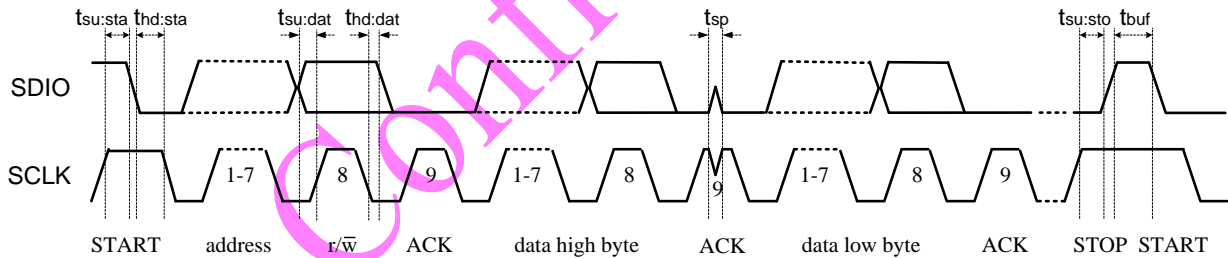 tsu:sta thd:sta tsu:dat thd:dat tsp tsu:sto tbuf
SDIO
SCLK 1-7 8 9 1-7 8 9 1-7 8 9
START address r/w̅ ACK data high byte ACK data low byte ACK STOP START
Conf